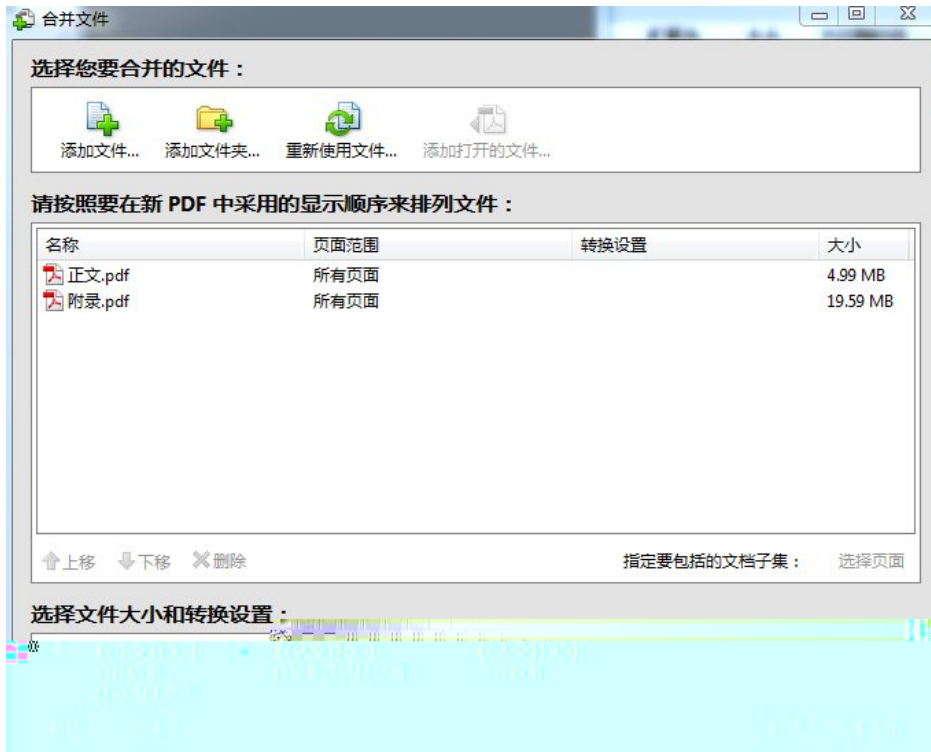 合并文件
选择您要合并的文件：
添加文件... 添加文件夹... 重新使用文件... 添加打开的文件...
请按照要在新 PDF 中采用的显示顺序来排列文件：
名称 页面范围 转换设置 大小
正文.pdf 所有页面 4.99 MB
附录.pdf 所有页面 19.59 MB
上移 下移 删除 指定要包括的文档子集： 选择页面
选择文件大小和转换设置：